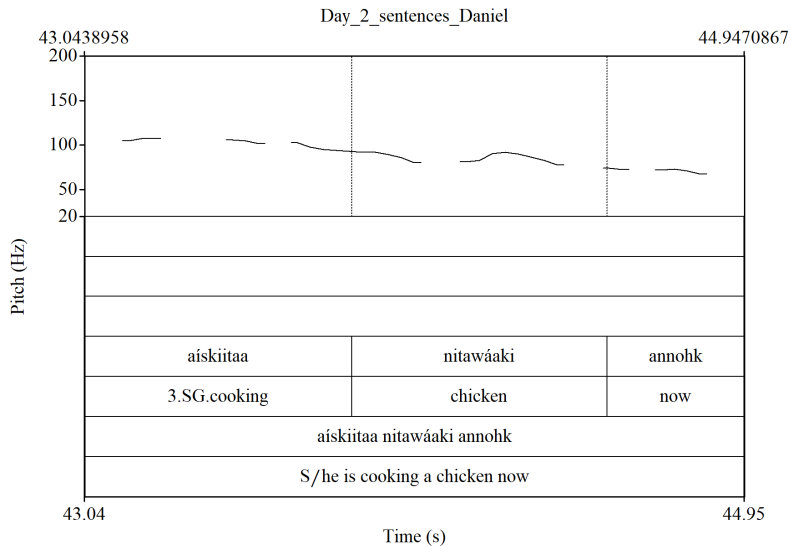 Day_2_sentences_Daniel
43.0438958 44.9470867
200
150
100
50
20
Pitch (Hz)
aískiitaa nitawáaki annohk
3.SG.cooking chicken now
aískiitaa nitawáaki annohk
S/he is cooking a chicken now
43.04 44.95
Time (s)